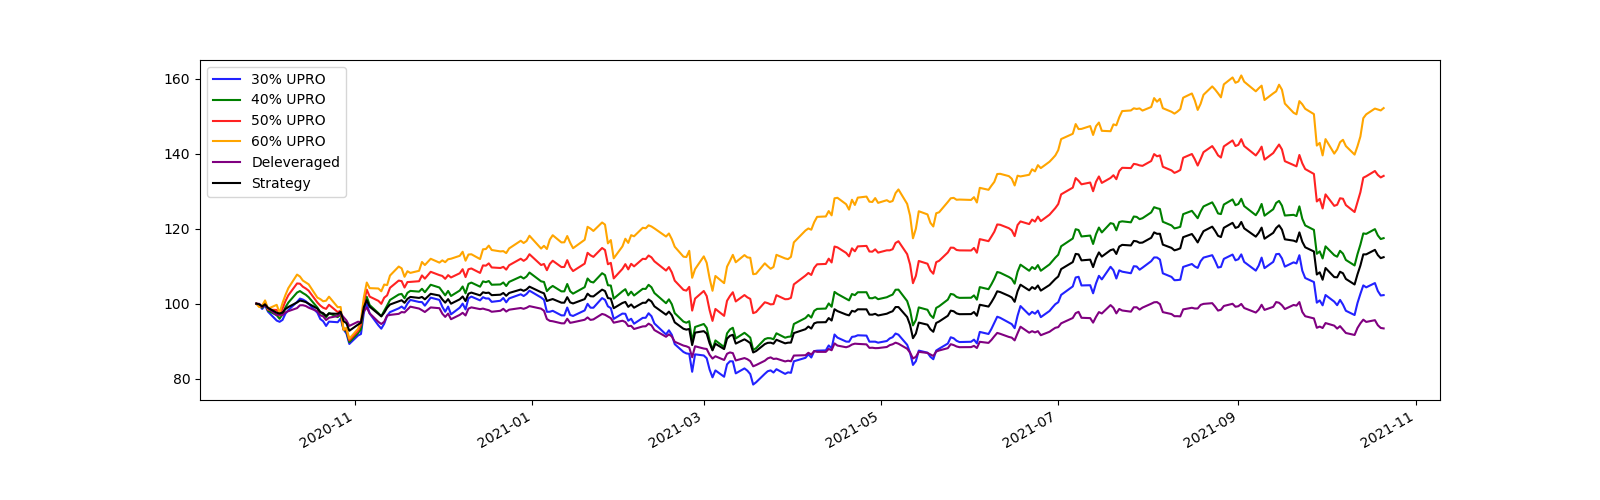 160
140
120
100
80
30% UPRO
40% UPRO
50% UPRO
60% UPRO
Deleveraged
Strategy
2020-11
2021-01
2021-03
2021-05
2021-07
2021-09
2021-11